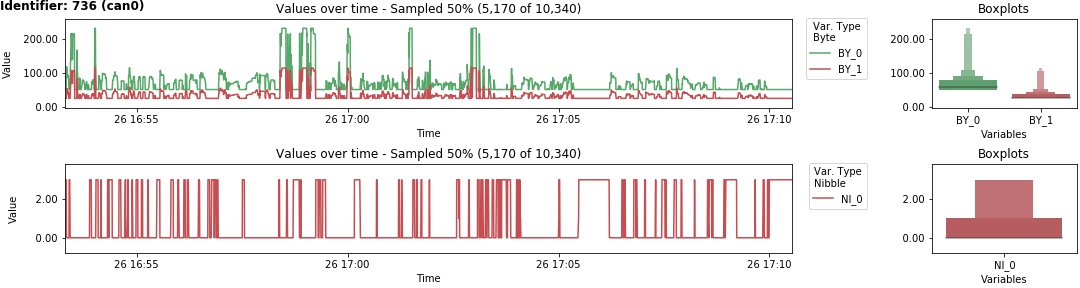 Identifier: 736 (can0)
Values over time - Sampled 50% (5,170 of 10,340)
Boxplots
Value
200.00
100.00
0.00
26 16:55
26 17:00
26 17:05
26 17:10
Time
Var. Type
Byte
BY_0
BY_1
200.00
100.00
0.00
BY_0
BY_1
Variables
Values over time - Sampled 50% (5,170 of 10,340)
Boxplots
Value
2.00
0.00
26 16:55
26 17:00
26 17:05
26 17:10
Time
Var. Type
Nibble
NI_0
2.00
0.00
NI_0
Variables